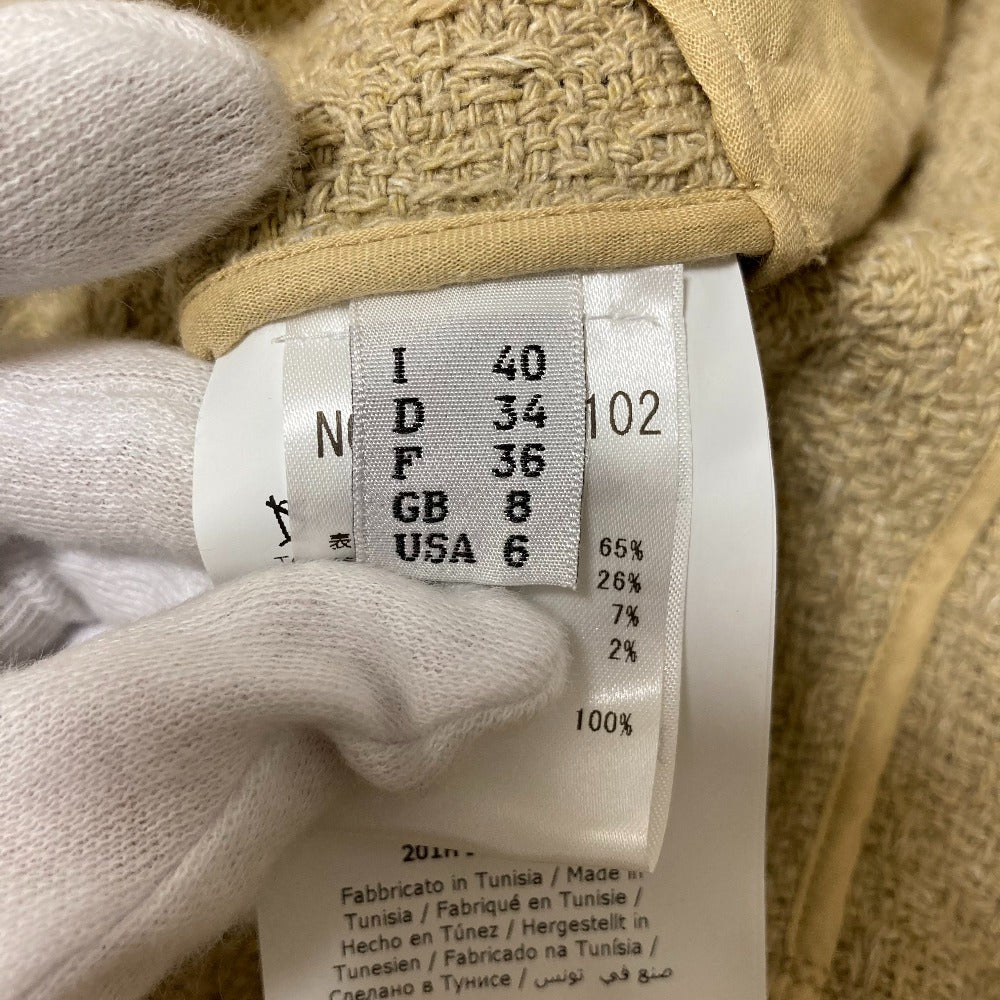 I 40
D 34
F 36
GB 8
USA 6
102
表
65%
26%
7%
2%
100%
Fabbricato in Tunisia / Made in
Tunisia / Fabriqué en Tunisie /
Hecho en Túnez / Hergestellt in
Tunesien / Fabricado na Tunísia /
Сделано в Тунисе / صنع في تونس